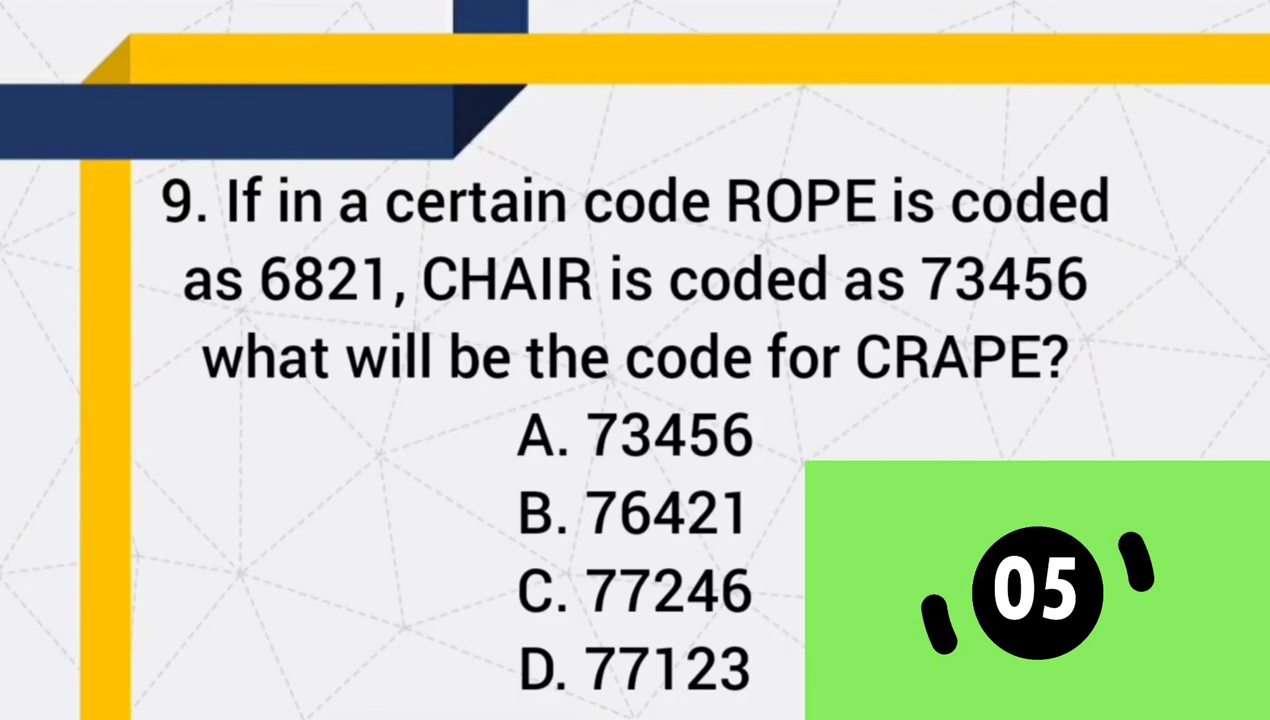 9. If in a certain code ROPE is coded
as 6821, CHAIR is coded as 73456
what will be the code for CRAPE?
A. 73456
B. 76421
C. 77246
D. 77123
05